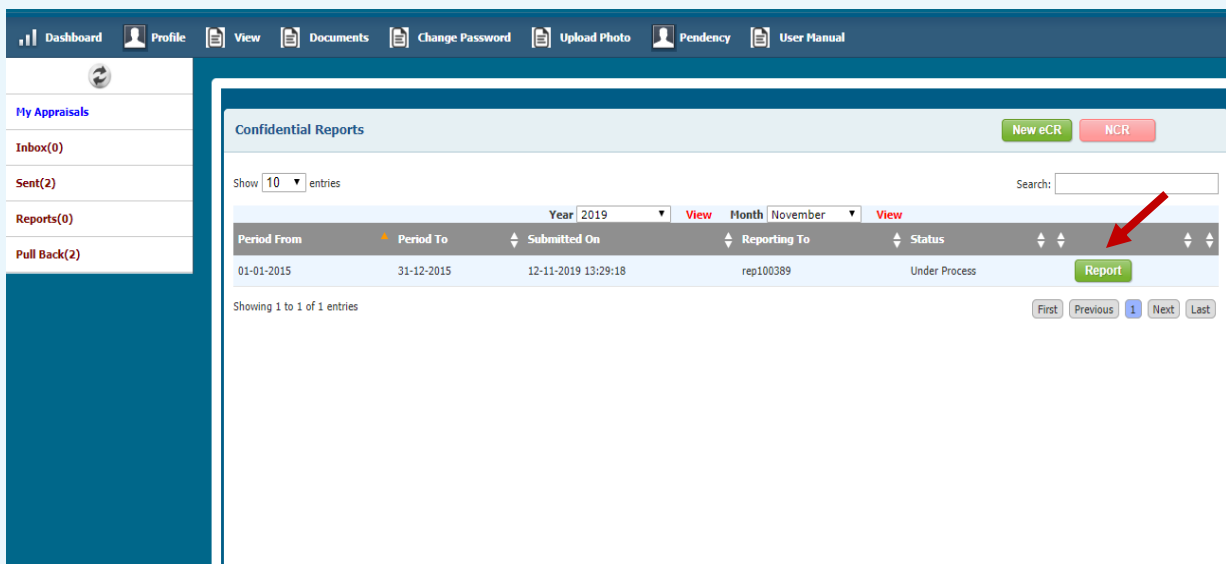 Dashboard Profile View Documents Change Password Upload Photo Pendency User Manual
My Appraisals
Inbox(0)
Sent(2)
Reports(0)
Pull Back(2)
Confidential Reports New eCR NCR
Show 10 entries Search:
Year 2019 View Month November View
Period From Period To Submitted On Reporting To Status
01-01-2015 31-12-2015 12-11-2019 13:29:18 rep100389 Under Process Report
Showing 1 to 1 of 1 entries First Previous 1 Next Last